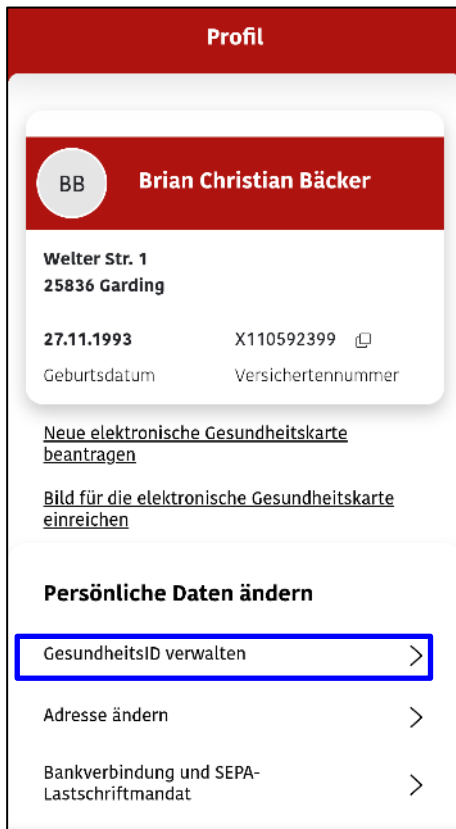 Profil
BB
Brian Christian Bäcker
Welter Str. 1
25836 Garding
27.11.1993
X110592399
Geburtsdatum
Versichertennummer
Neue elektronische Gesundheitskarte
beantragen
Bild für die elektronische Gesundheitskarte
einreichen
Persönliche Daten ändern
GesundheitsID verwalten
Adresse ändern
Bankverbindung und SEPA-
Lastschriftmandat